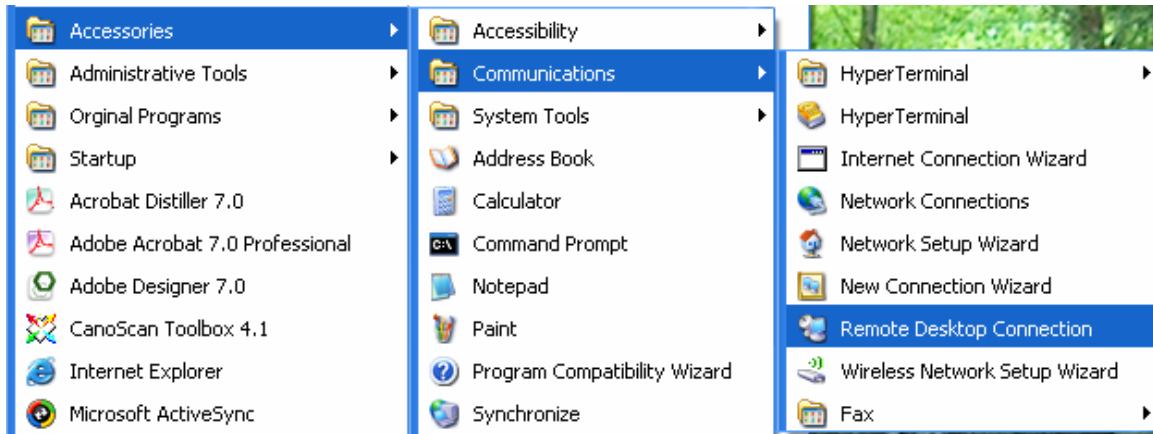 Accessories
Administrative Tools
Orginal Programs
Startup
Acrobat Distiller 7.0
Adobe Acrobat 7.0 Professional
Adobe Designer 7.0
CanoScan Toolbox 4.1
Internet Explorer
Microsoft ActiveSync
Accessibility
Communications
System Tools
Address Book
Calculator
C:\
Command Prompt
Notepad
Paint
Program Compatibility Wizard
Synchronize
HyperTerminal
HyperTerminal
Internet Connection Wizard
Network Connections
Network Setup Wizard
New Connection Wizard
Remote Desktop Connection
Wireless Network Setup Wizard
Fax